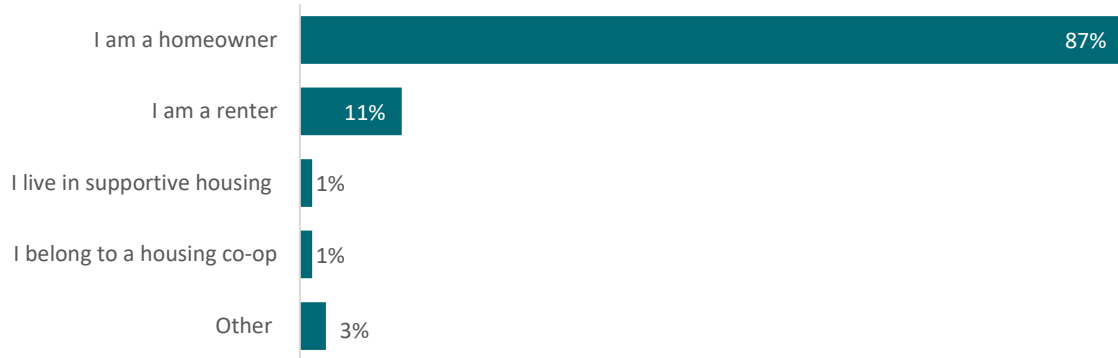 I am a homeowner 87%
I am a renter 11%
I live in supportive housing 1%
I belong to a housing co-op 1%
Other 3%